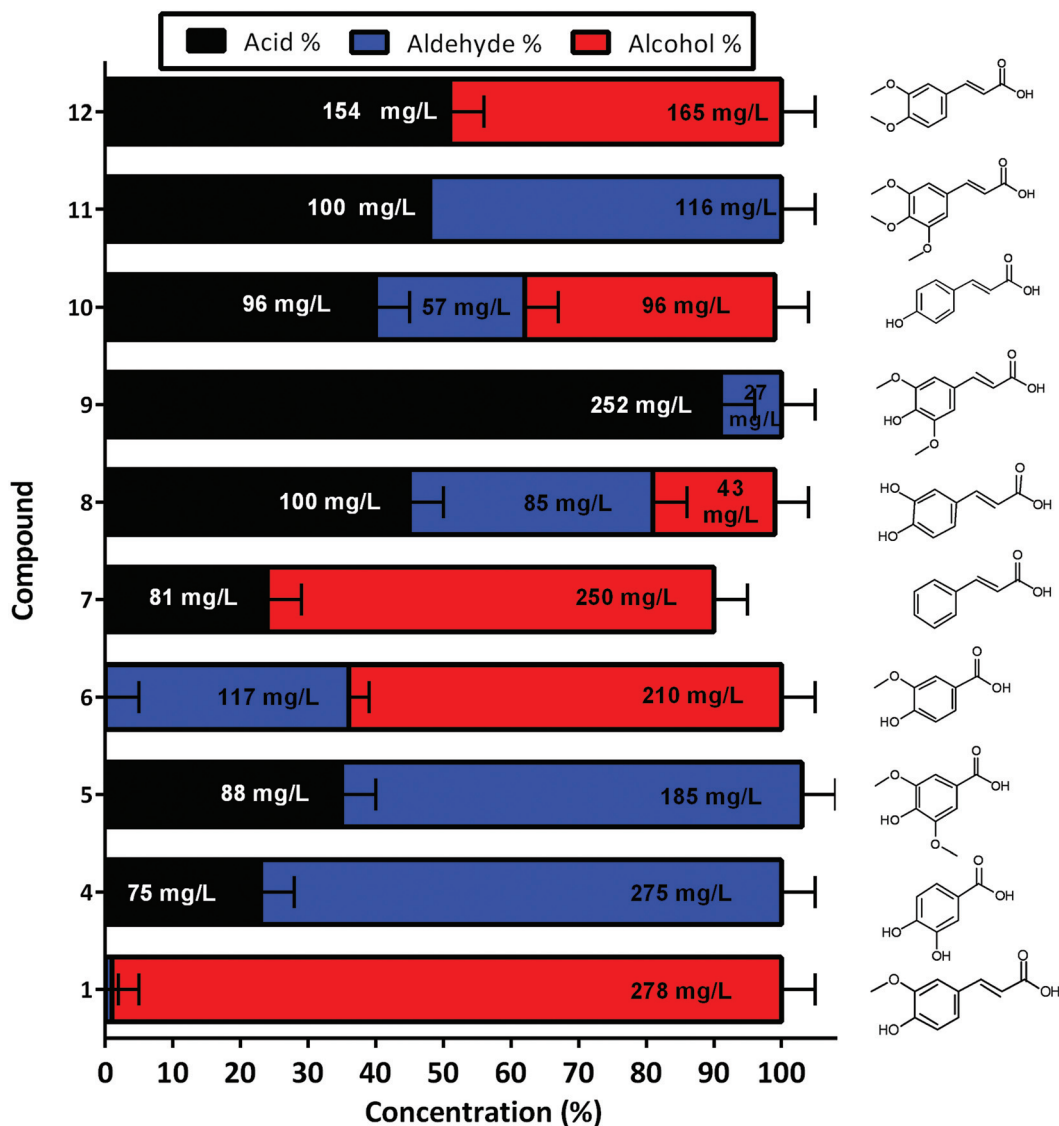 Acid % Aldehyde % Alcohol %
12 154 mg/L 165 mg/L
11 100 mg/L 116 mg/L
10 96 mg/L 57 mg/L 96 mg/L
9 252 mg/L 27
mg/L
8 100 mg/L 85 mg/L 43
mg/L
7 81 mg/L 250 mg/L
6 117 mg/L 210 mg/L
5 88 mg/L 185 mg/L
4 75 mg/L 275 mg/L
1 278 mg/L
0 10 20 30 40 50 60 70 80 90 100
Concentration (%)
Compound
O
O
OH
O
O
O
OH
O
O
O
OH
HO
O
O
OH
HO
O
O
HO
OH
HO
O
OH
O
O
OH
HO
O
O
OH
HO
O
O
OH
HO
OH
O
O
OH
HO